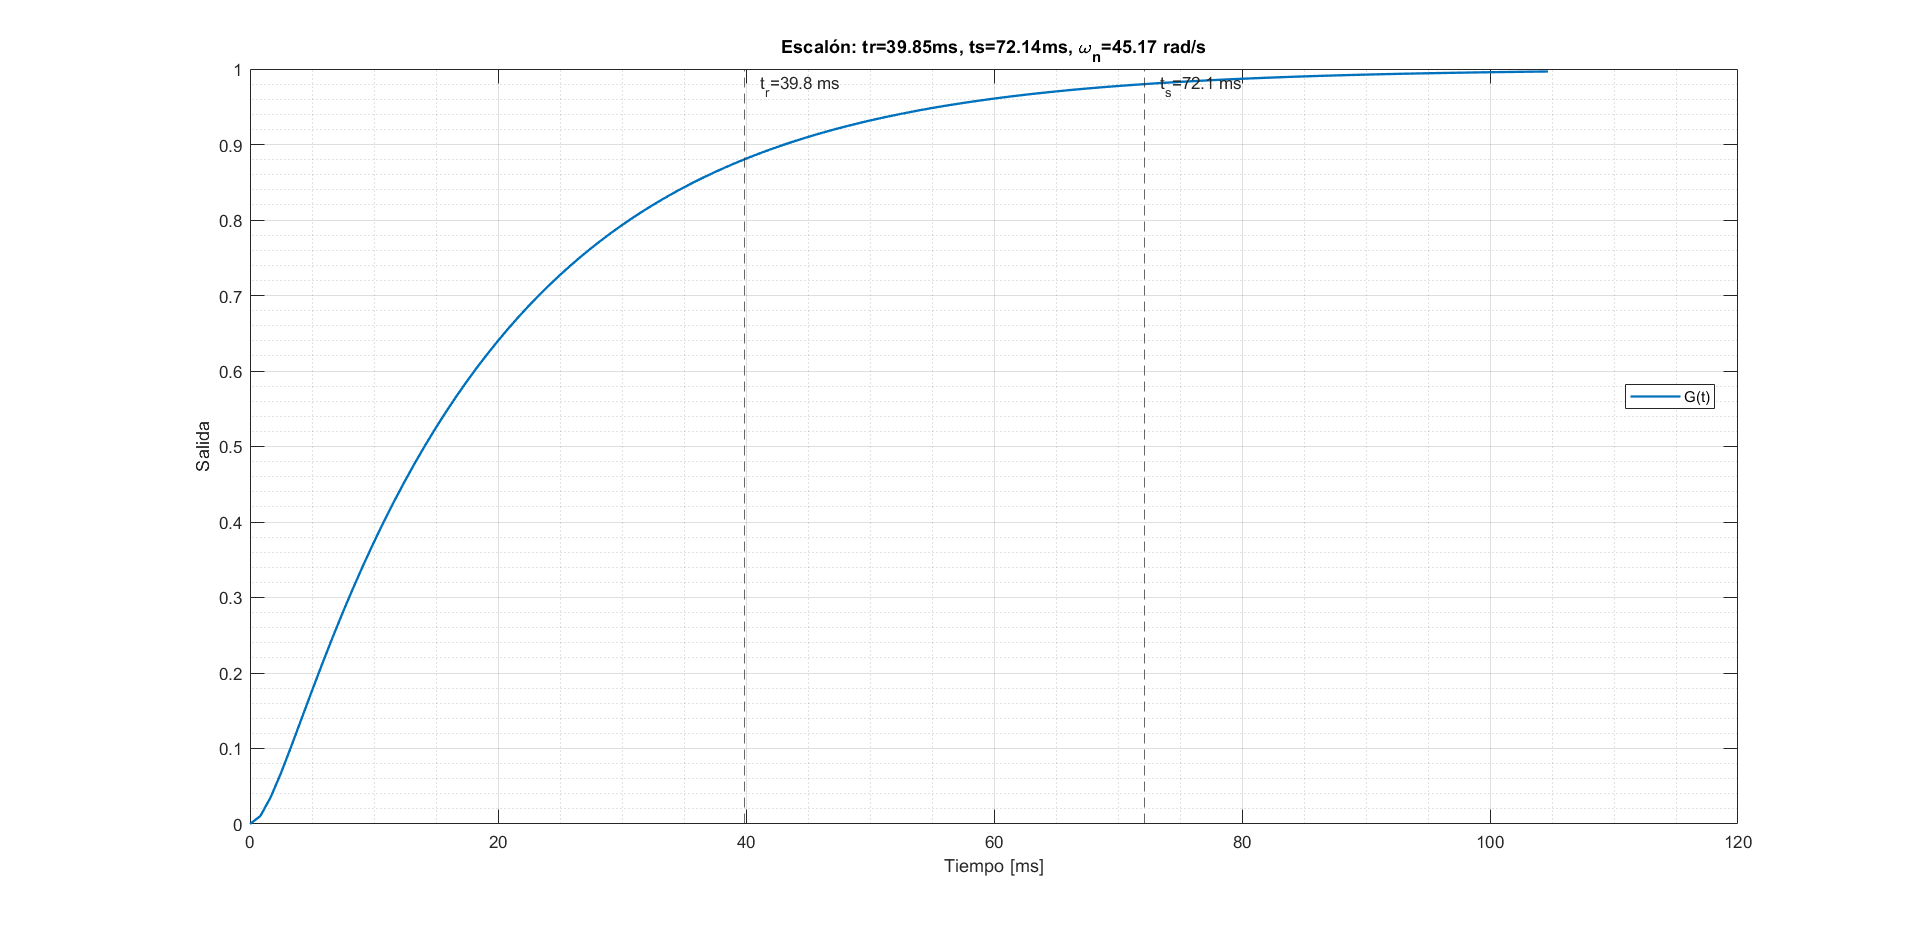 Escalón: tr=39.85ms, ts=72.14ms, ωn=45.17 rad/s
tr=39.8 ms
ts=72.1 ms
1
0.9
0.8
0.7
0.6
0.5
0.4
0.3
0.2
0.1
0
Salida
G(t)
0 20 40 60 80 100 120
Tiempo [ms]